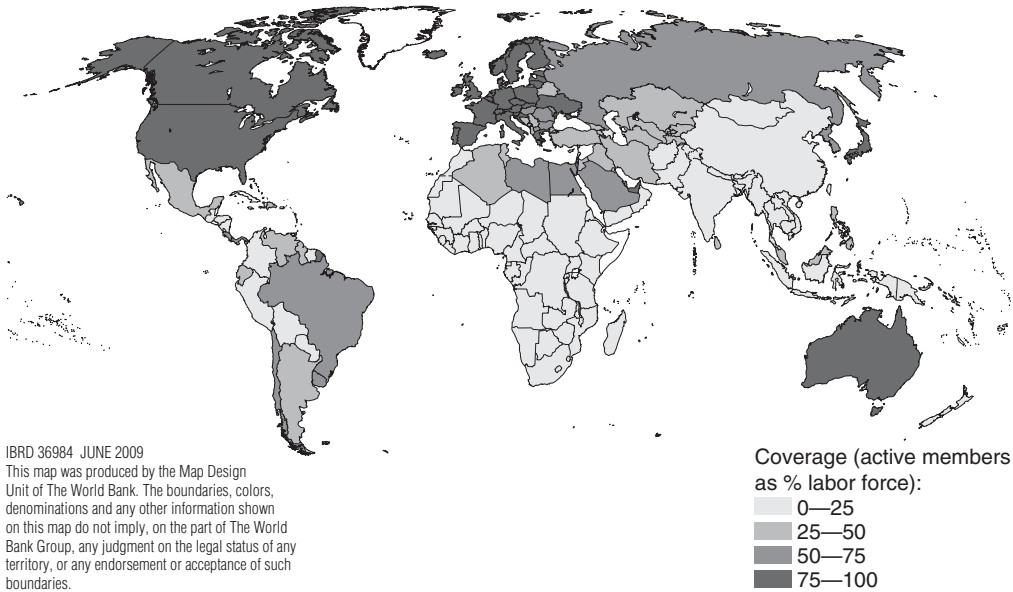 IBRD 36984 JUNE 2009
This map was produced by the Map Design
Unit of The World Bank. The boundaries, colors,
denominations and any other information shown
on this map do not imply, on the part of The World
Bank Group, any judgment on the legal status of any
territory, or any endorsement or acceptance of such
boundaries.
Coverage (active members
as % labor force):
0—25
25—50
50—75
75—100